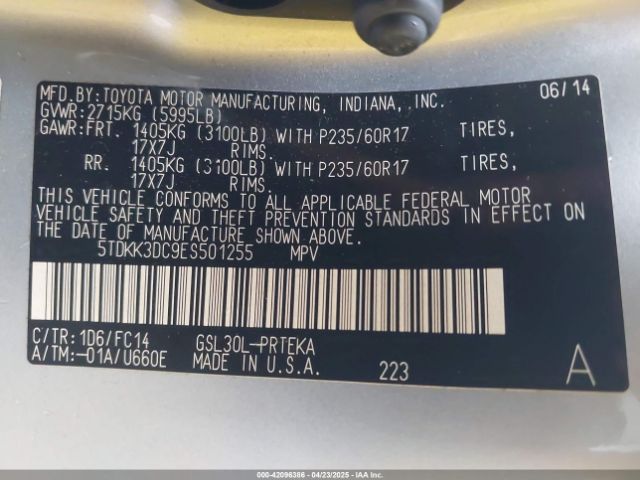 MFD.BY:TOYOTA MOTOR MANUFACTURING, INDIANA, INC. 06/14
GVWR:2715KG (5995LB)
GAWR:FRT. 1405KG (3100LB) WITH P235/60R17 TIRES,
17X7J RIMS.
RR. 1405KG (3100LB) WITH P235/60R17 TIRES,
17X7J RIMS.
THIS VEHICLE CONFORMS TO ALL APPLICABLE FEDERAL MOTOR
VEHICLE SAFETY AND THEFT PREVENTION STANDARDS IN EFFECT ON
THE DATE OF MANUFACTURE SHOWN ABOVE.
5TDKK3DC9ES501255 MPV
C/TR:1D6/FC14 GSL30L-PRTEKA
A/TM:-01A/U660E MADE IN U.S.A. 223 A
000-42096386 - 04/23/2025 - IAAI.COM